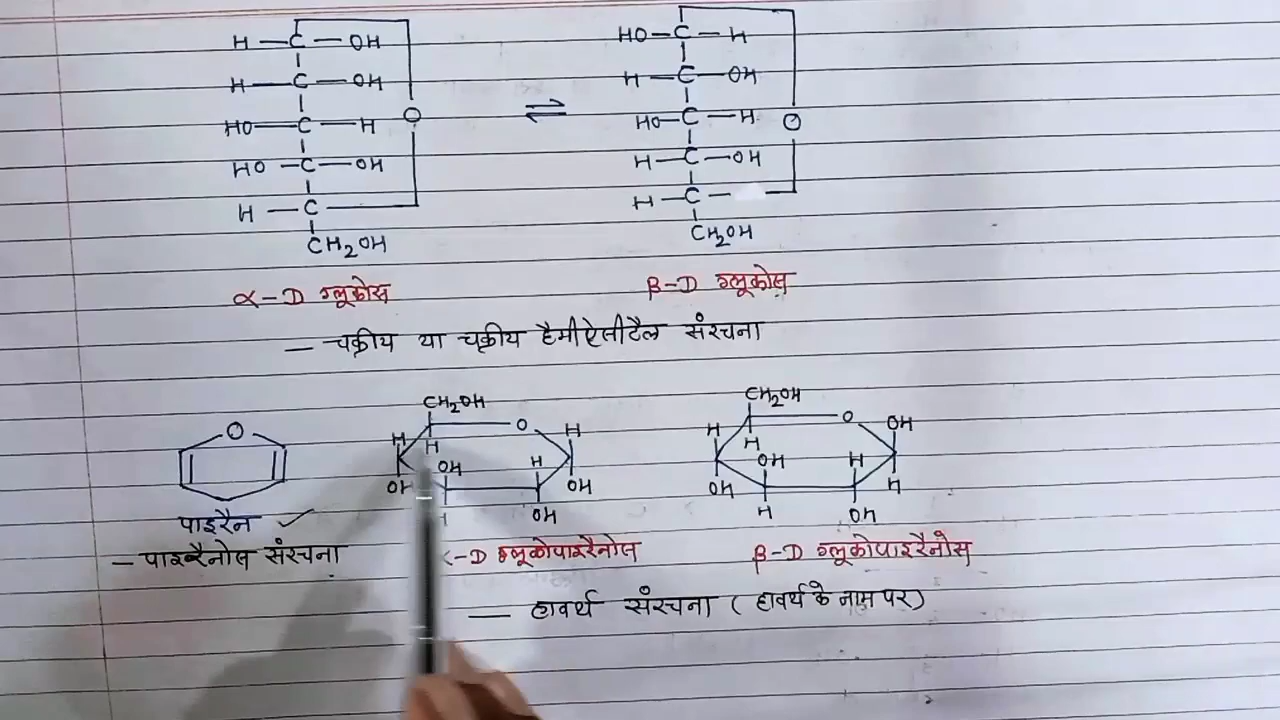 H – C – OH    HO – C – H
H – C – OH    H – C – OH
HO – C – H O ⇌ HO – C – H O
HO – C – OH    H – C – OH
H – C –    H – C –
CH2OH    CH2OH
α-D ग्लूकोस    β-D ग्लूकोस
– चक्रीय या चक्रीय हैमीऐसीटैल संरचना
CH2OH    CH2OH
O    H O H    H O OH
H    H
OH H    OH H
OH OH    OH H
H OH    H OH
पाइरैन ✓
– पाइरैनोस संरचना    -D ग्लूकोपाइरैनोस    β-D ग्लूकोपाइरैनोस
– हावर्थ संरचना ( हावर्थ के नाम पर )